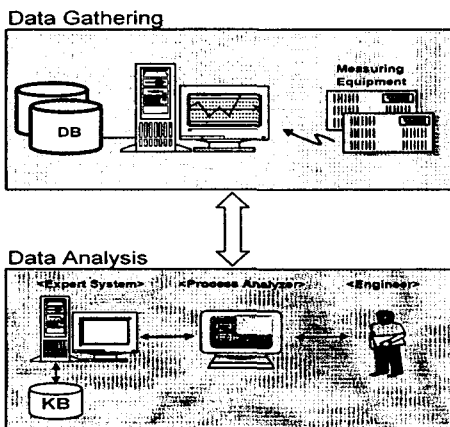 Data Gathering
Measuring
Equipment
DB
Data Analysis
<Expert System>
<Process Analyzer>
<Engineer>
KB